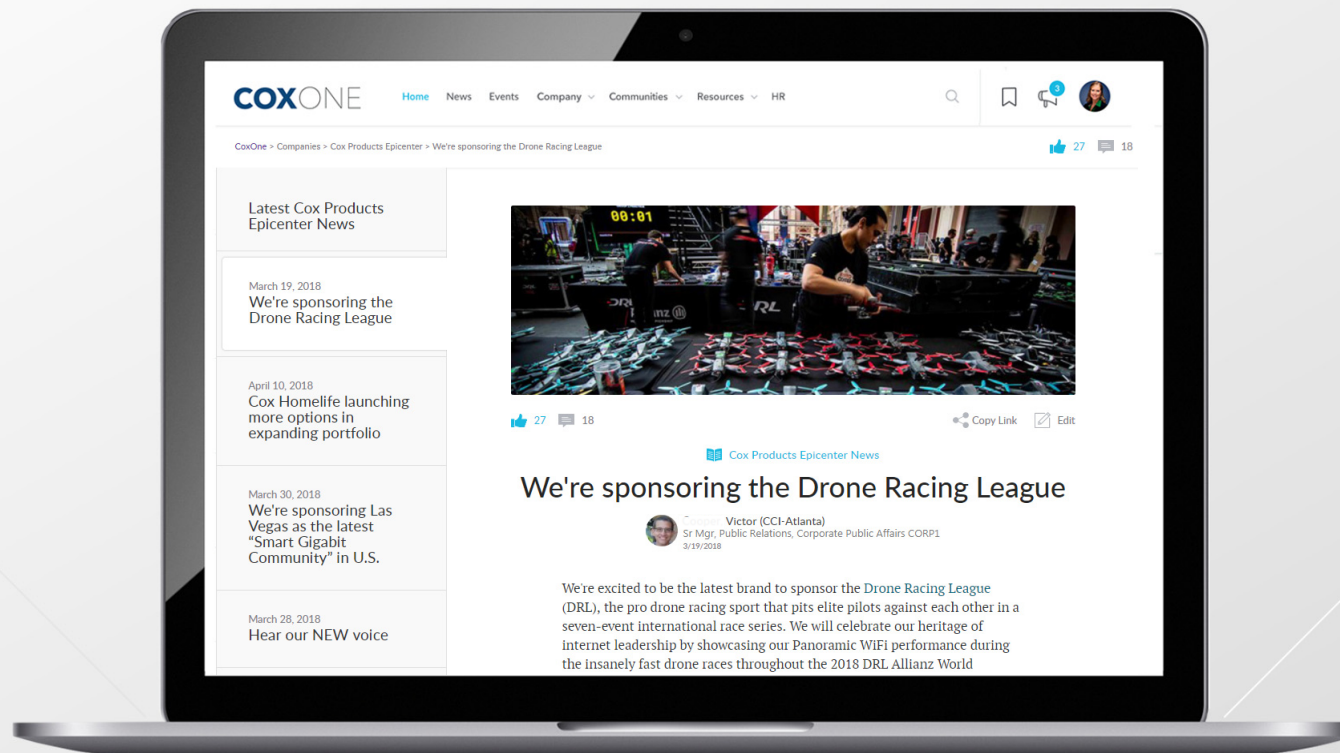 COXONE
Home News Events Company Communities Resources HR
3
CoxOne > Companies > Cox Products Epicenter > We're sponsoring the Drone Racing League
27 18
Latest Cox Products
Epicenter News
March 19, 2018
We're sponsoring the
Drone Racing League
April 10, 2018
Cox Homelife launching
more options in
expanding portfolio
March 30, 2018
We're sponsoring Las
Vegas as the latest
“Smart Gigabit
Community” in U.S.
March 28, 2018
Hear our NEW voice
00:01
27 18
Copy Link Edit
Cox Products Epicenter News
We're sponsoring the Drone Racing League
Victor (CCI-Atlanta)
Sr Mgr, Public Relations, Corporate Public Affairs CORP1
3/19/2018
We're excited to be the latest brand to sponsor the Drone Racing League
(DRL), the pro drone racing sport that pits elite pilots against each other in a
seven-event international race series. We will celebrate our heritage of
internet leadership by showcasing our Panoramic WiFi performance during
the insanely fast drone races throughout the 2018 DRL Allianz World